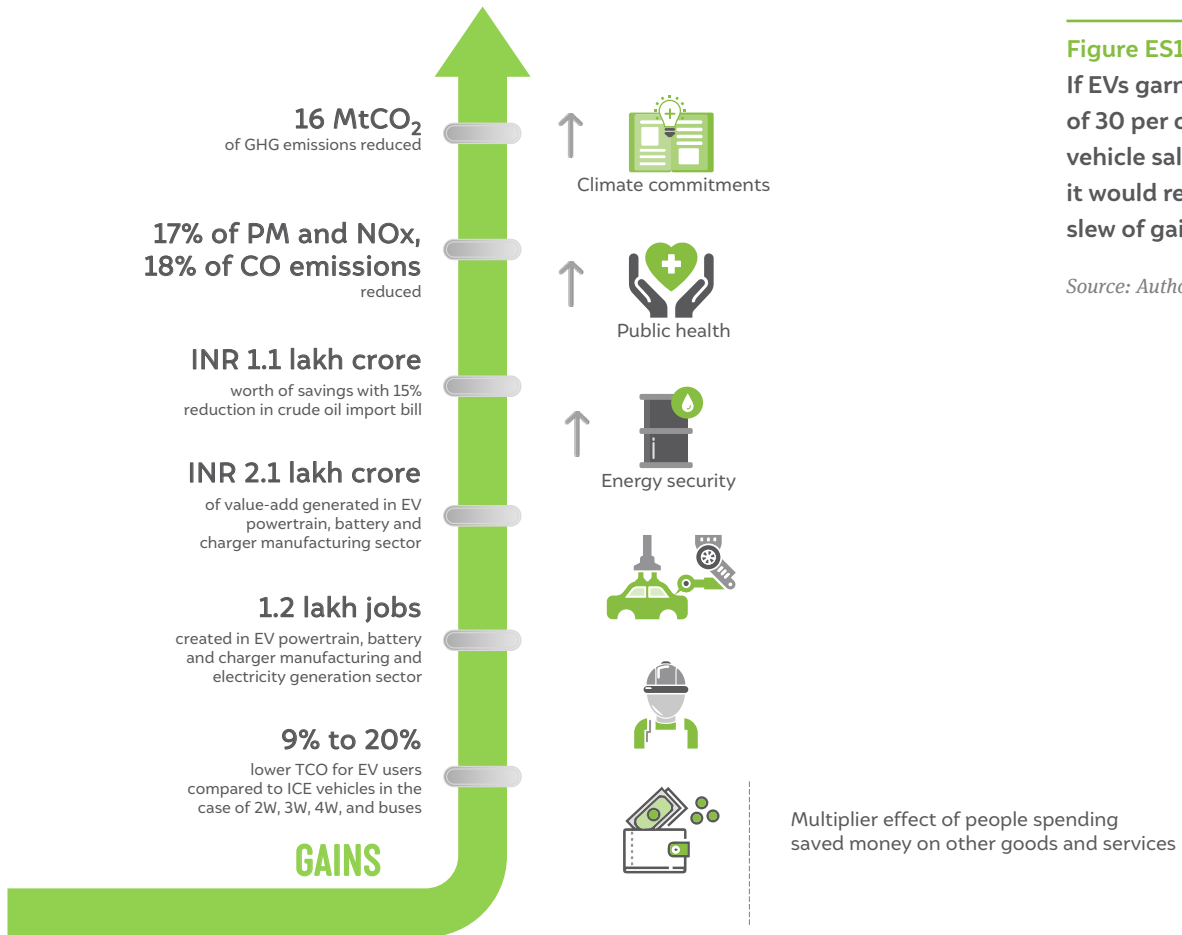 16 MtCO₂
of GHG emissions reduced
Climate commitments
17% of PM and NOx,
18% of CO emissions
reduced
Public health
INR 1.1 lakh crore
worth of savings with 15%
reduction in crude oil import bill
Energy security
INR 2.1 lakh crore
of value-add generated in EV
powertrain, battery and
charger manufacturing sector
1.2 lakh jobs
created in EV powertrain, battery
and charger manufacturing and
electricity generation sector
9% to 20%
lower TCO for EV users
compared to ICE vehicles in the
case of 2W, 3W, 4W, and buses
Multiplier effect of people spending
saved money on other goods and services
GAINS
Figure ES1
If EVs
of 30 per
vehicle
it would
slew of
Source: